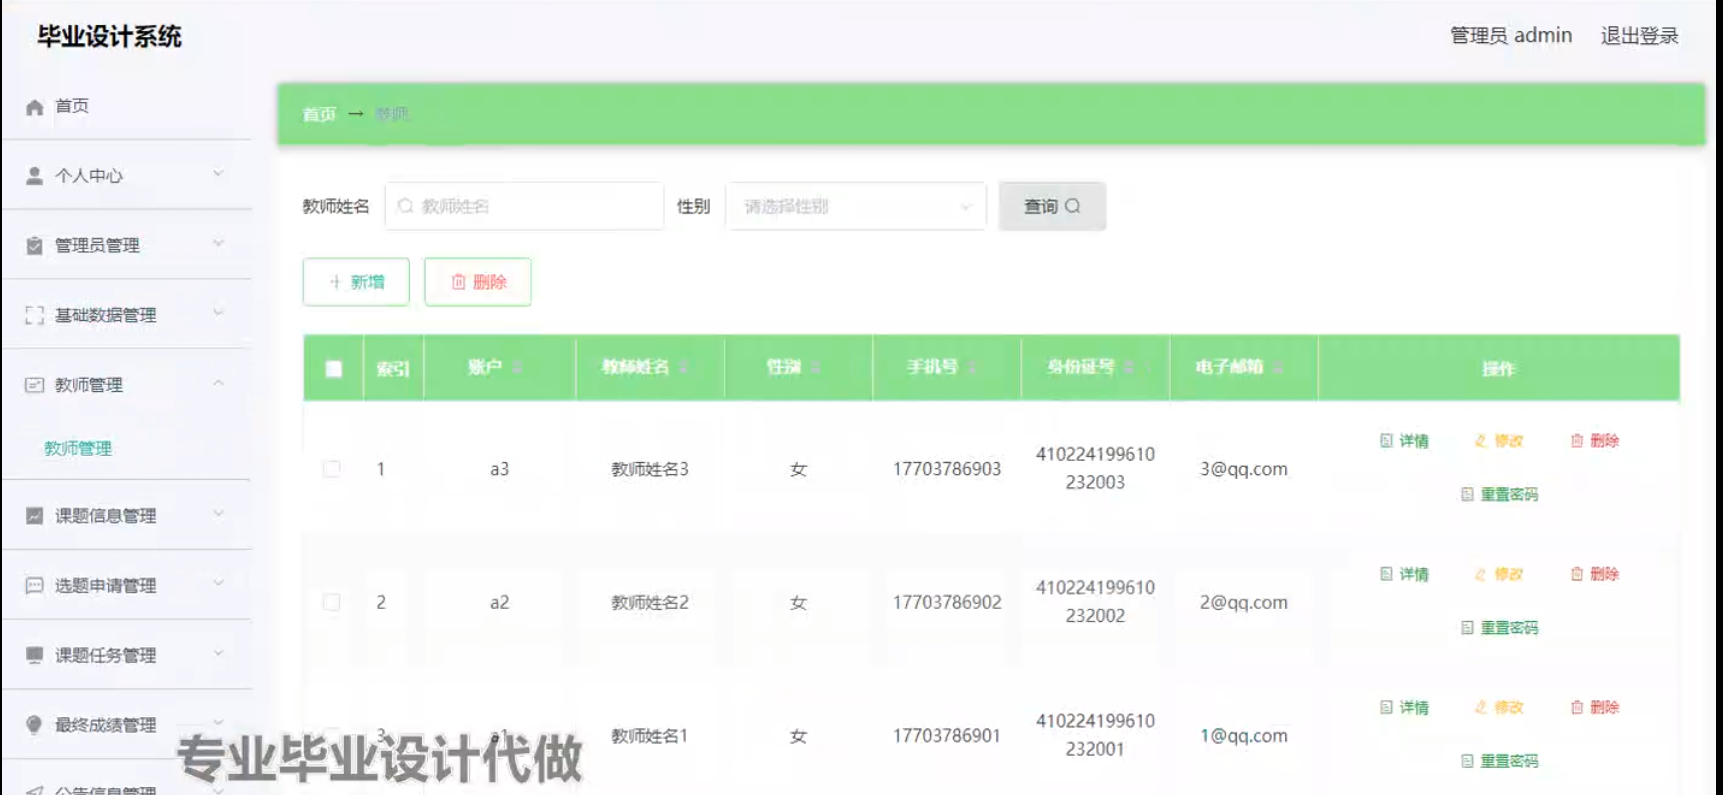 毕业设计系统
管理员 admin 退出登录
首页
个人中心
管理员管理
基础数据管理
教师管理
教师管理
课题信息管理
选题申请管理
课题任务管理
最终成绩管理
公告信息管理
首页 → 教师
教师姓名 教师姓名 性别 请选择性别 查询
新增 删除
索引 账户 教师姓名 性别 手机号 身份证号 电子邮箱 操作
1 a3 教师姓名3 女 17703786903 410224199610232003 3@qq.com 详情 修改 删除 重置密码
2 a2 教师姓名2 女 17703786902 410224199610232002 2@qq.com 详情 修改 删除 重置密码
3 a1 教师姓名1 女 17703786901 410224199610232001 1@qq.com 详情 修改 删除 重置密码
专业毕业设计代做